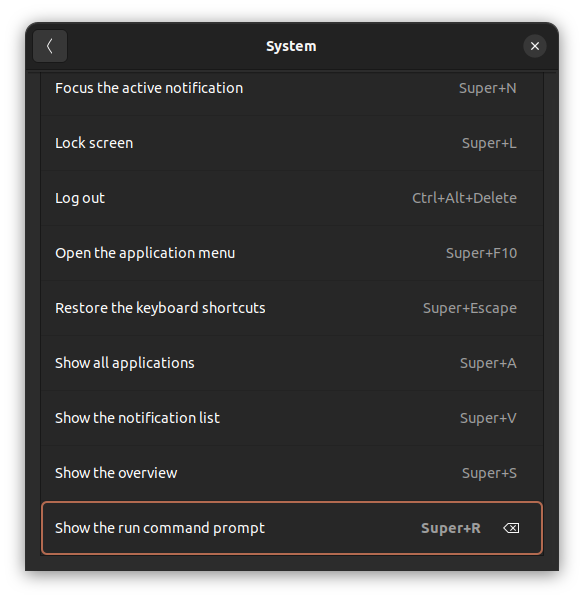 System
Focus the active notification Super+N
Lock screen Super+L
Log out Ctrl+Alt+Delete
Open the application menu Super+F10
Restore the keyboard shortcuts Super+Escape
Show all applications Super+A
Show the notification list Super+V
Show the overview Super+S
Show the run command prompt Super+R